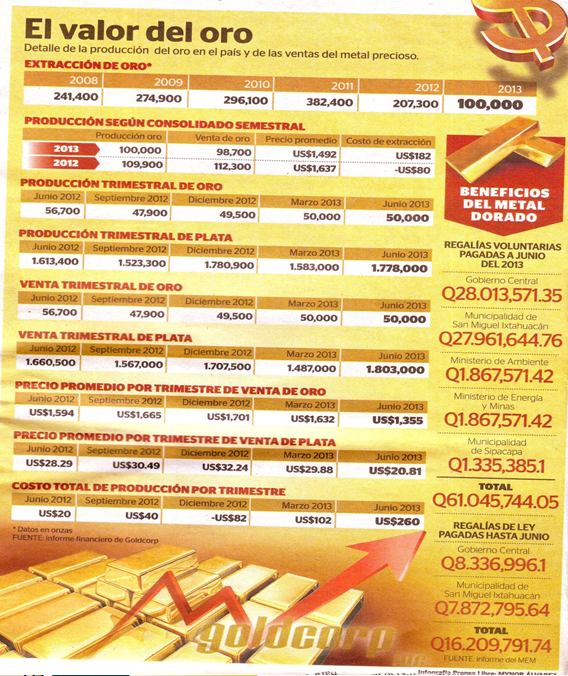 El valor del oro
Detalle de la producción del oro en el país y de las ventas del metal precioso.
EXTRACCIÓN DE ORO*
2008 2009 2010 2011 2012 2013
241,400 274,900 296,100 382,400 207,300 100,000
PRODUCCIÓN SEGÚN CONSOLIDADO SEMESTRAL
Producción oro Venta de oro Precio promedio Costo de extracción
2013 100,000 98,700 US$1,492 US$182
2012 109,900 112,300 US$1,637 -US$80
PRODUCCIÓN TRIMESTRAL DE ORO
Junio 2012 Septiembre 2012 Diciembre 2012 Marzo 2013 Junio 2013
56,700 47,900 49,500 50,000 50,000
PRODUCCIÓN TRIMESTRAL DE PLATA
Junio 2012 Septiembre 2012 Diciembre 2012 Marzo 2013 Junio 2013
1.613,400 1.523,300 1.780,900 1.583,000 1.778,000
VENTA TRIMESTRAL DE ORO
Junio 2012 Septiembre 2012 Diciembre 2012 Marzo 2013 Junio 2013
56,700 47,900 49,500 50,000 50,000
VENTA TRIMESTRAL DE PLATA
Junio 2012 Septiembre 2012 Diciembre 2012 Marzo 2013 Junio 2013
1.660,500 1.567,000 1.707,500 1.487,000 1.803,000
PRECIO PROMEDIO POR TRIMESTRE DE VENTA DE ORO
Junio 2012 Septiembre 2012 Diciembre 2012 Marzo 2013 Junio 2013
US$1,594 US$1,665 US$1,701 US$1,632 US$1,355
PRECIO PROMEDIO POR TRIMESTRE DE VENTA DE PLATA
Junio 2012 Septiembre 2012 Diciembre 2012 Marzo 2013 Junio 2013
US$28.29 US$30.49 US$32.24 US$29.88 US$20.81
COSTO TOTAL DE PRODUCCIÓN POR TRIMESTRE
Junio 2012 Septiembre 2012 Diciembre 2012 Marzo 2013 Junio 2013
US$20 US$40 -US$82 US$102 US$260
* Datos en onzas
FUENTE: informe financiero de Goldcorp
BENEFICIOS
DEL METAL
DORADO
REGALÍAS VOLUNTARIAS
PAGADAS A JUNIO
DEL 2013
Gobierno Central
Q28.013,571.35
Municipalidad de
San Miguel Ixtahuacán
Q27.961,644.76
Ministerio de Ambiente
Q1.867,571.42
Ministerio de Energía
y Minas
Q1.867,571.42
Municipalidad
de Sipacapa
Q1.335,385.1
TOTAL
Q61.045,744.05
REGALÍAS DE LEY
PAGADAS HASTA JUNIO
Gobierno Central
Q8.336,996.1
Municipalidad de
San Miguel Ixtahuacán
Q7.872,795.64
TOTAL
Q16.209,791.74
FUENTE: informe del MEM
goldcorp
Infografía Prensa Libre: MYNOR ÁLVAREZ